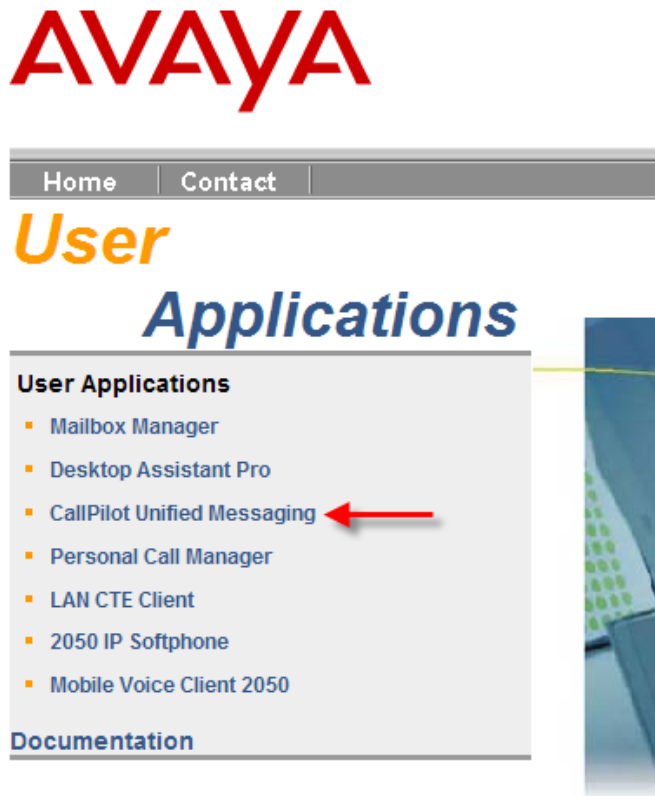 AVAYA
Home Contact
User
Applications
User Applications
Mailbox Manager
Desktop Assistant Pro
CallPilot Unified Messaging
Personal Call Manager
LAN CTE Client
2050 IP Softphone
Mobile Voice Client 2050
Documentation